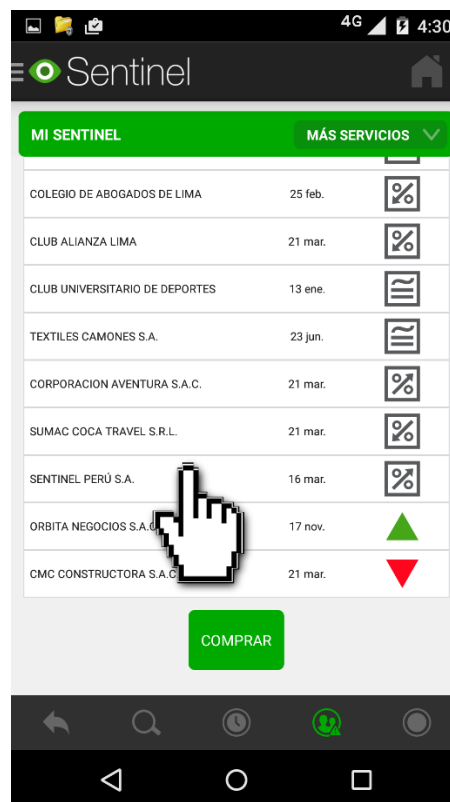 4G 4:30
Sentinel
MI SENTINEL MÁS SERVICIOS
COLEGIO DE ABOGADOS DE LIMA 25 feb.
CLUB ALIANZA LIMA 21 mar.
CLUB UNIVERSITARIO DE DEPORTES 13 ene.
TEXTILES CAMONES S.A. 23 jun.
CORPORACION AVENTURA S.A.C. 21 mar.
SUMAC COCA TRAVEL S.R.L. 21 mar.
SENTINEL PERÚ S.A. 16 mar.
ORBITA NEGOCIOS S.A.C 17 nov.
CMC CONSTRUCTORA S.A.C 21 mar.
COMPRAR